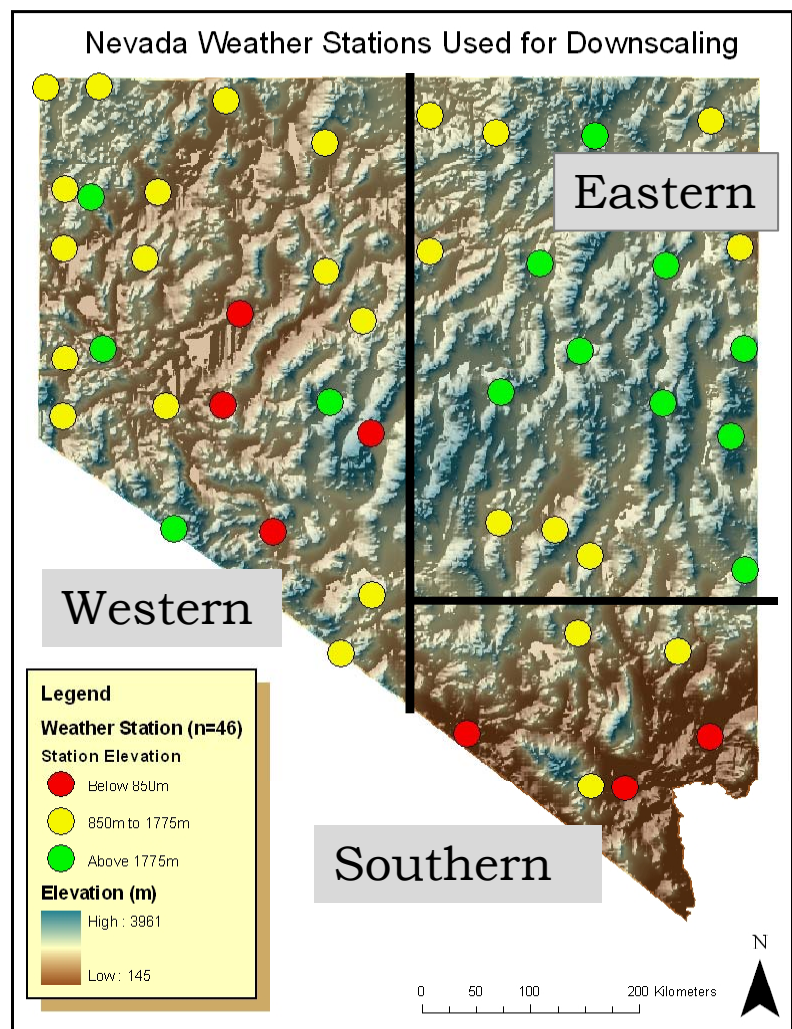 Nevada Weather Stations Used for Downscaling
Eastern
Western
Southern
Legend
Weather Station (n=46)
Station Elevation
Below 850m
850m to 1775m
Above 1775m
Elevation (m)
High : 3961
Low : 145
N
0 50 100 200 Kilometers